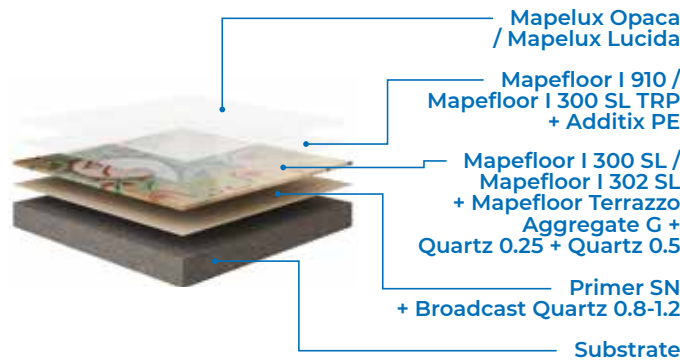 Mapelux Opaca
/ Mapelux Lucida
Mapefloor I 910 /
Mapefloor I 300 SL TRP
+ Additix PE
Mapefloor I 300 SL /
Mapefloor I 302 SL
+ Mapefloor Terrazzo
Aggregate G +
Quartz 0.25 + Quartz 0.5
Primer SN
+ Broadcast Quartz 0.8-1.2
Substrate